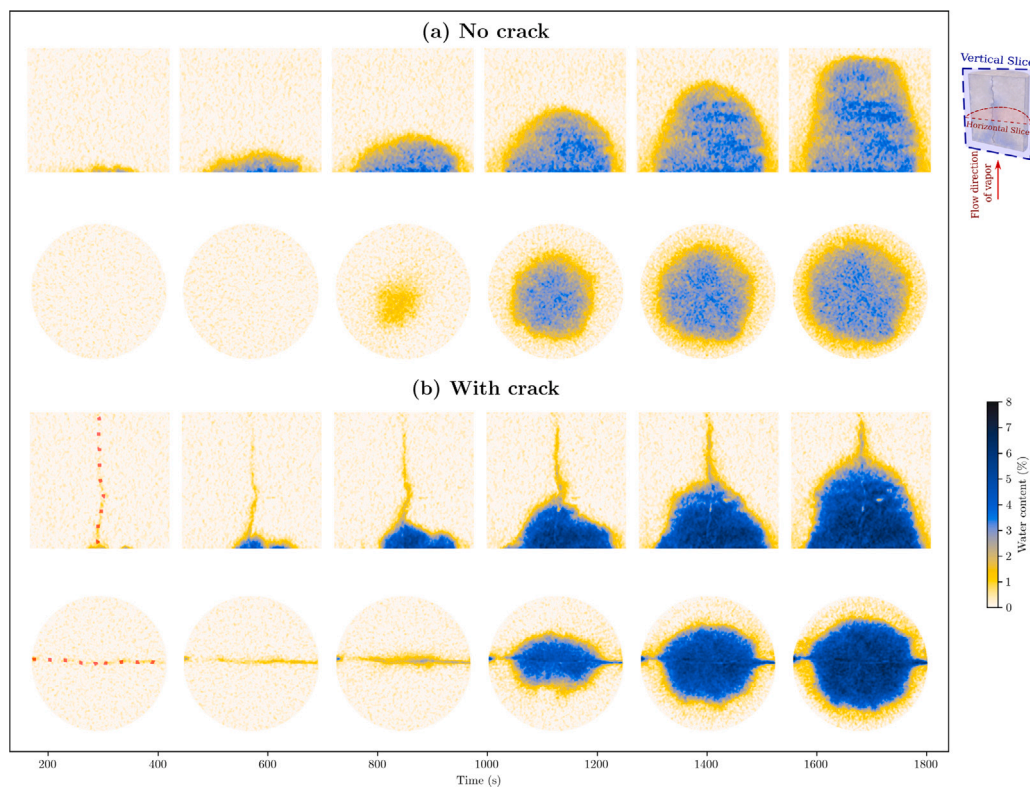 (a) No crack
Vertical Slice
Horizontal Slice
Flow direction
of vapor
(b) With crack
8
7
6
5
4
3
2
1
0
Water content (%)
200
400
600
800
1000
1200
1400
1600
1800
Time (s)